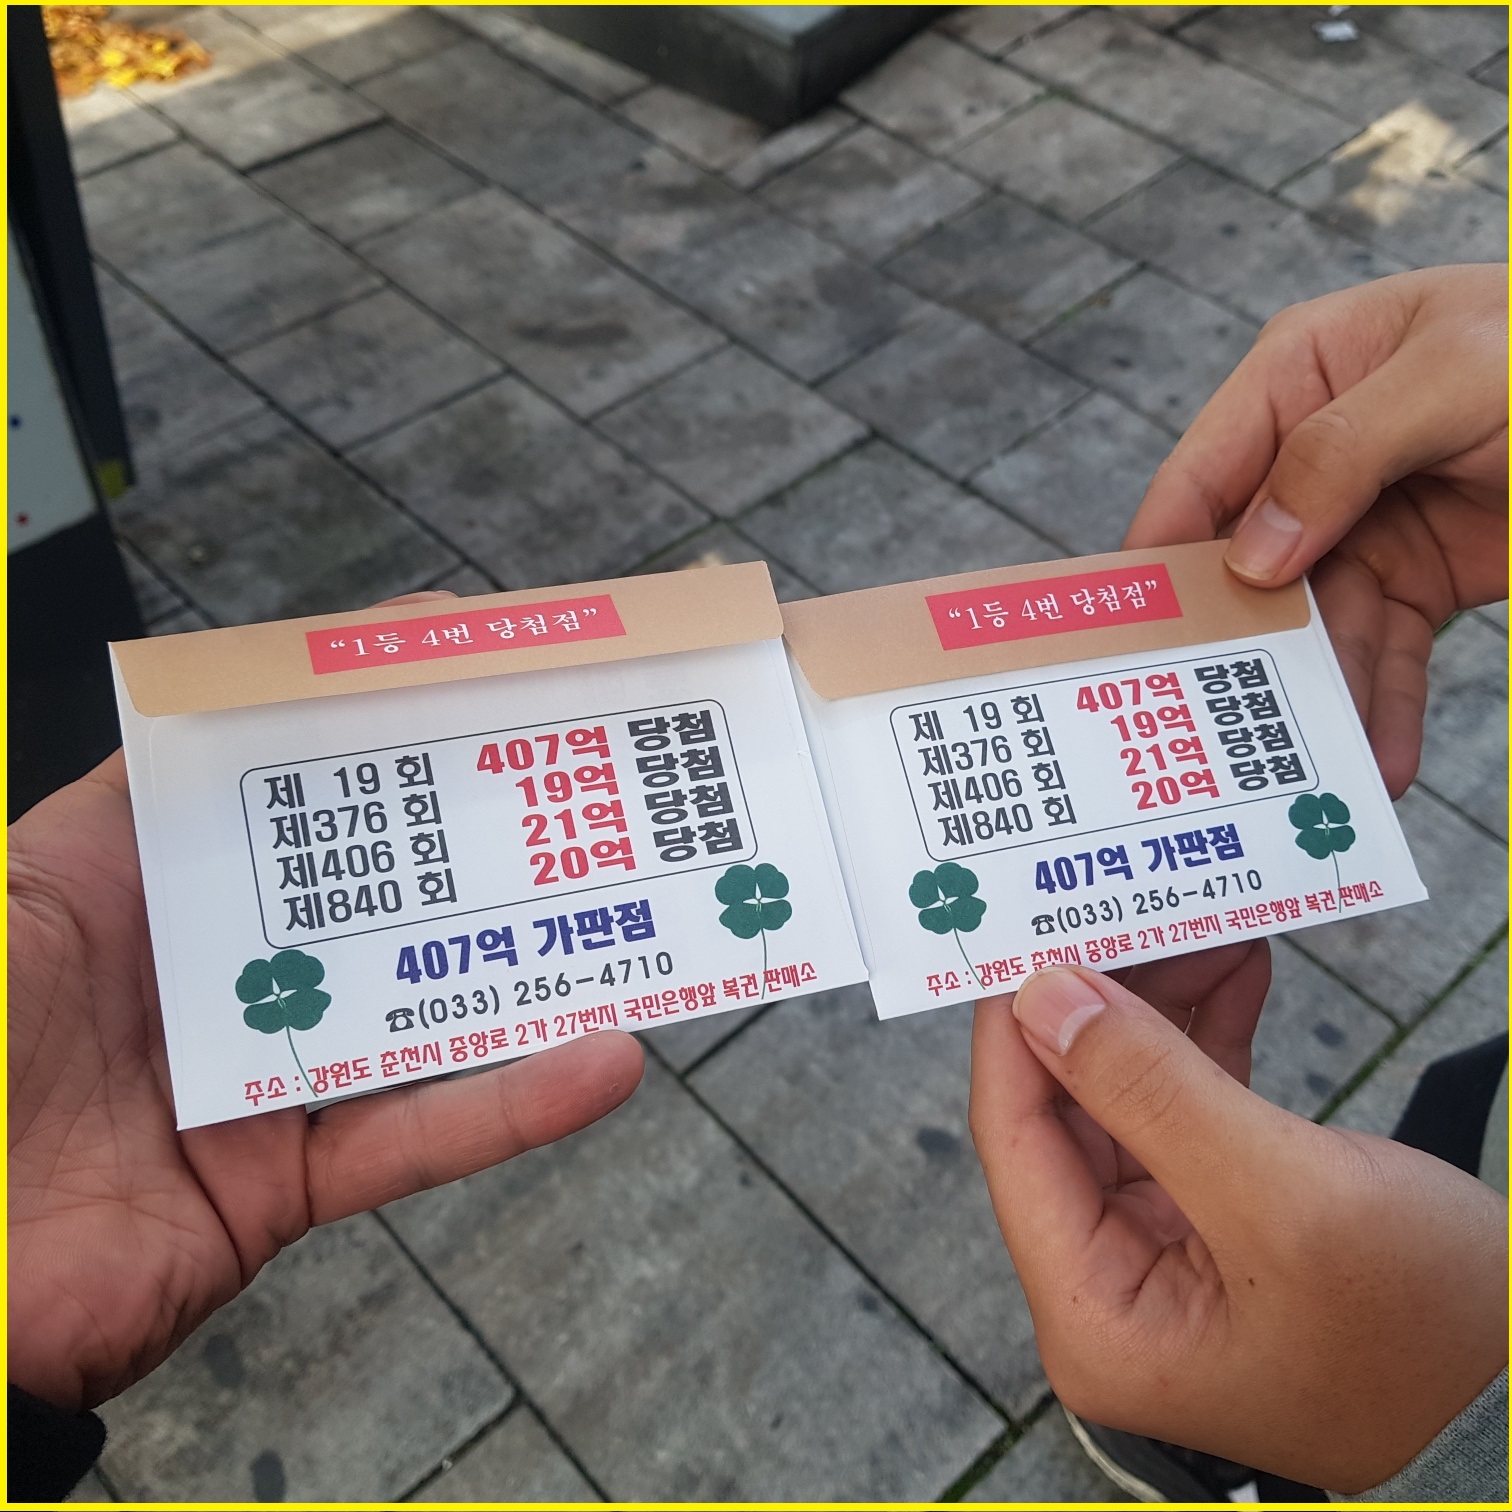 “1등 4번 당첨점”
제 19 회 407억 당첨
제376 회 19억 당첨
제406 회 21억 당첨
제840 회 20억 당첨
407억 가판점
☎(033) 256-4710
주소 : 강원도 춘천시 중앙로 2가 27번지 국민은행앞 복권 판매소
“1등 4번 당첨점”
제 19 회 407억 당첨
제376 회 19억 당첨
제406 회 21억 당첨
제840 회 20억 당첨
407억 가판점
☎(033) 256-4710
주소 : 강원도 춘천시 중앙로 2가 27번지 국민은행앞 복권 판매소